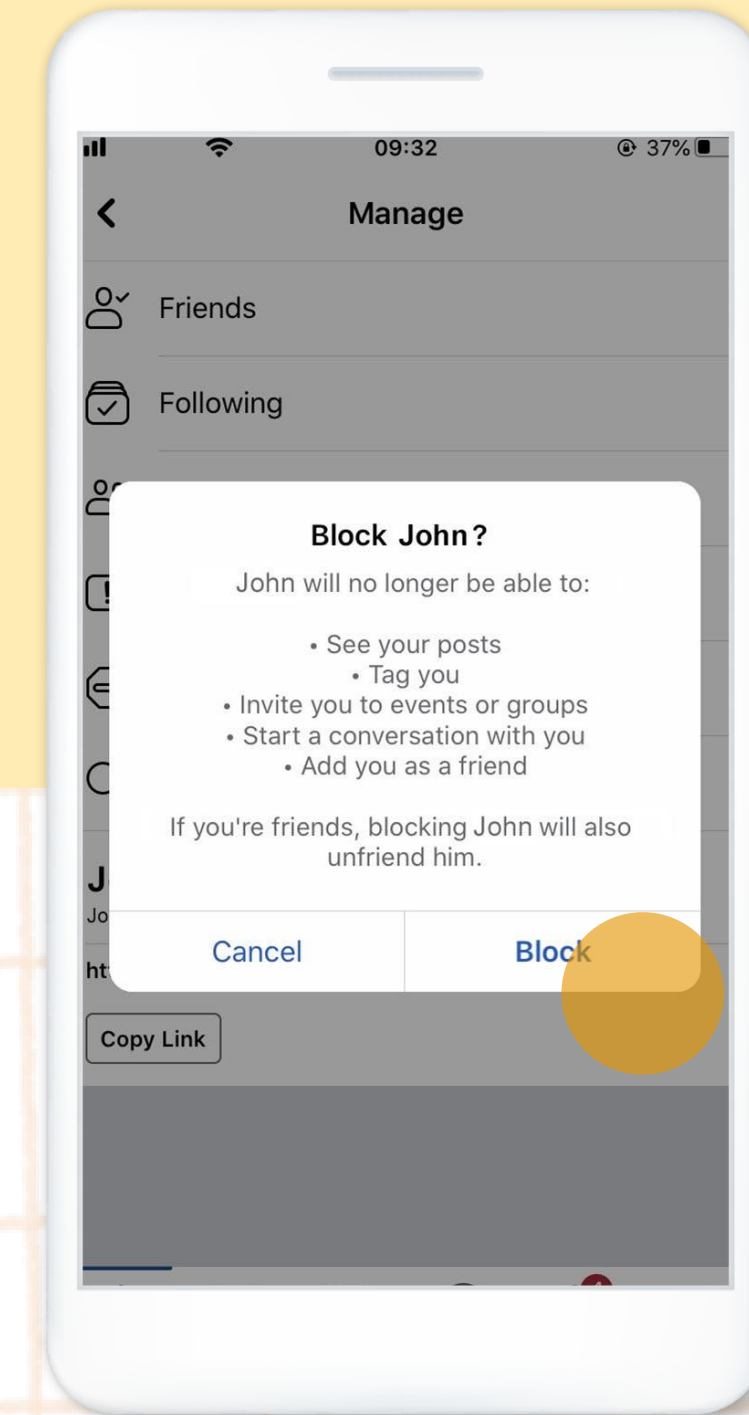 09:32
37%
Manage
Friends
Following
Block John?
John will no longer be able to:
• See your posts
• Tag you
• Invite you to events or groups
• Start a conversation with you
• Add you as a friend
If you're friends, blocking John will also
unfriend him.
Cancel
Block
Copy Link